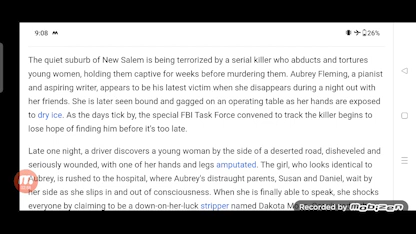 9:08 26%
The quiet suburb of New Salem is being terrorized by a serial killer who abducts and tortures
young women, holding them captive for weeks before murdering them. Aubrey Fleming, a pianist
and aspiring writer, appears to be his latest victim when she disappears during a night out with
her friends. She is later seen bound and gagged on an operating table as her hands are exposed
to dry ice. As the days tick by, the special FBI Task Force convened to track the killer begins to
lose hope of finding him before it's too late.
Late one night, a driver discovers a young woman by the side of a deserted road, disheveled and
seriously wounded, with one of her hands and legs amputated. The girl, who looks identical to
Aubrey, is rushed to the hospital, where Aubrey's distraught parents, Susan and Daniel, wait by
her side as she slips in and out of consciousness. When she is finally able to speak, she shocks
everyone by claiming to be a down-on-her-luck stripper named Dakota M
Recorded by Mobizen